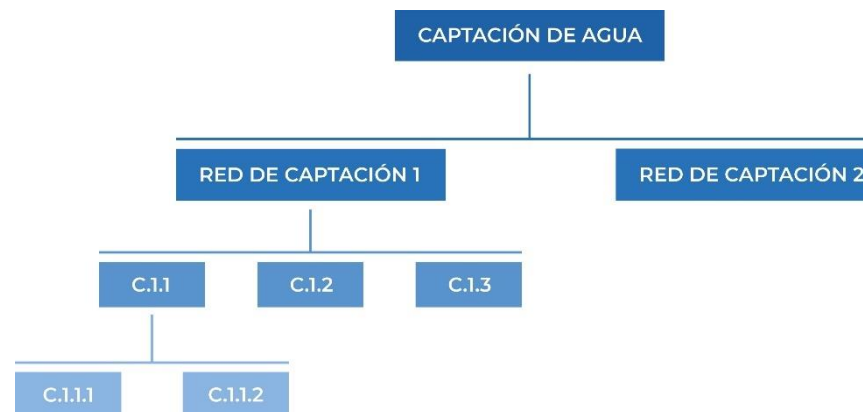 CAPTACIÓN DE AGUA
RED DE CAPTACIÓN 1
RED DE CAPTACIÓN 2
C.1.1
C.1.2
C.1.3
C.1.1.1
C.1.1.2